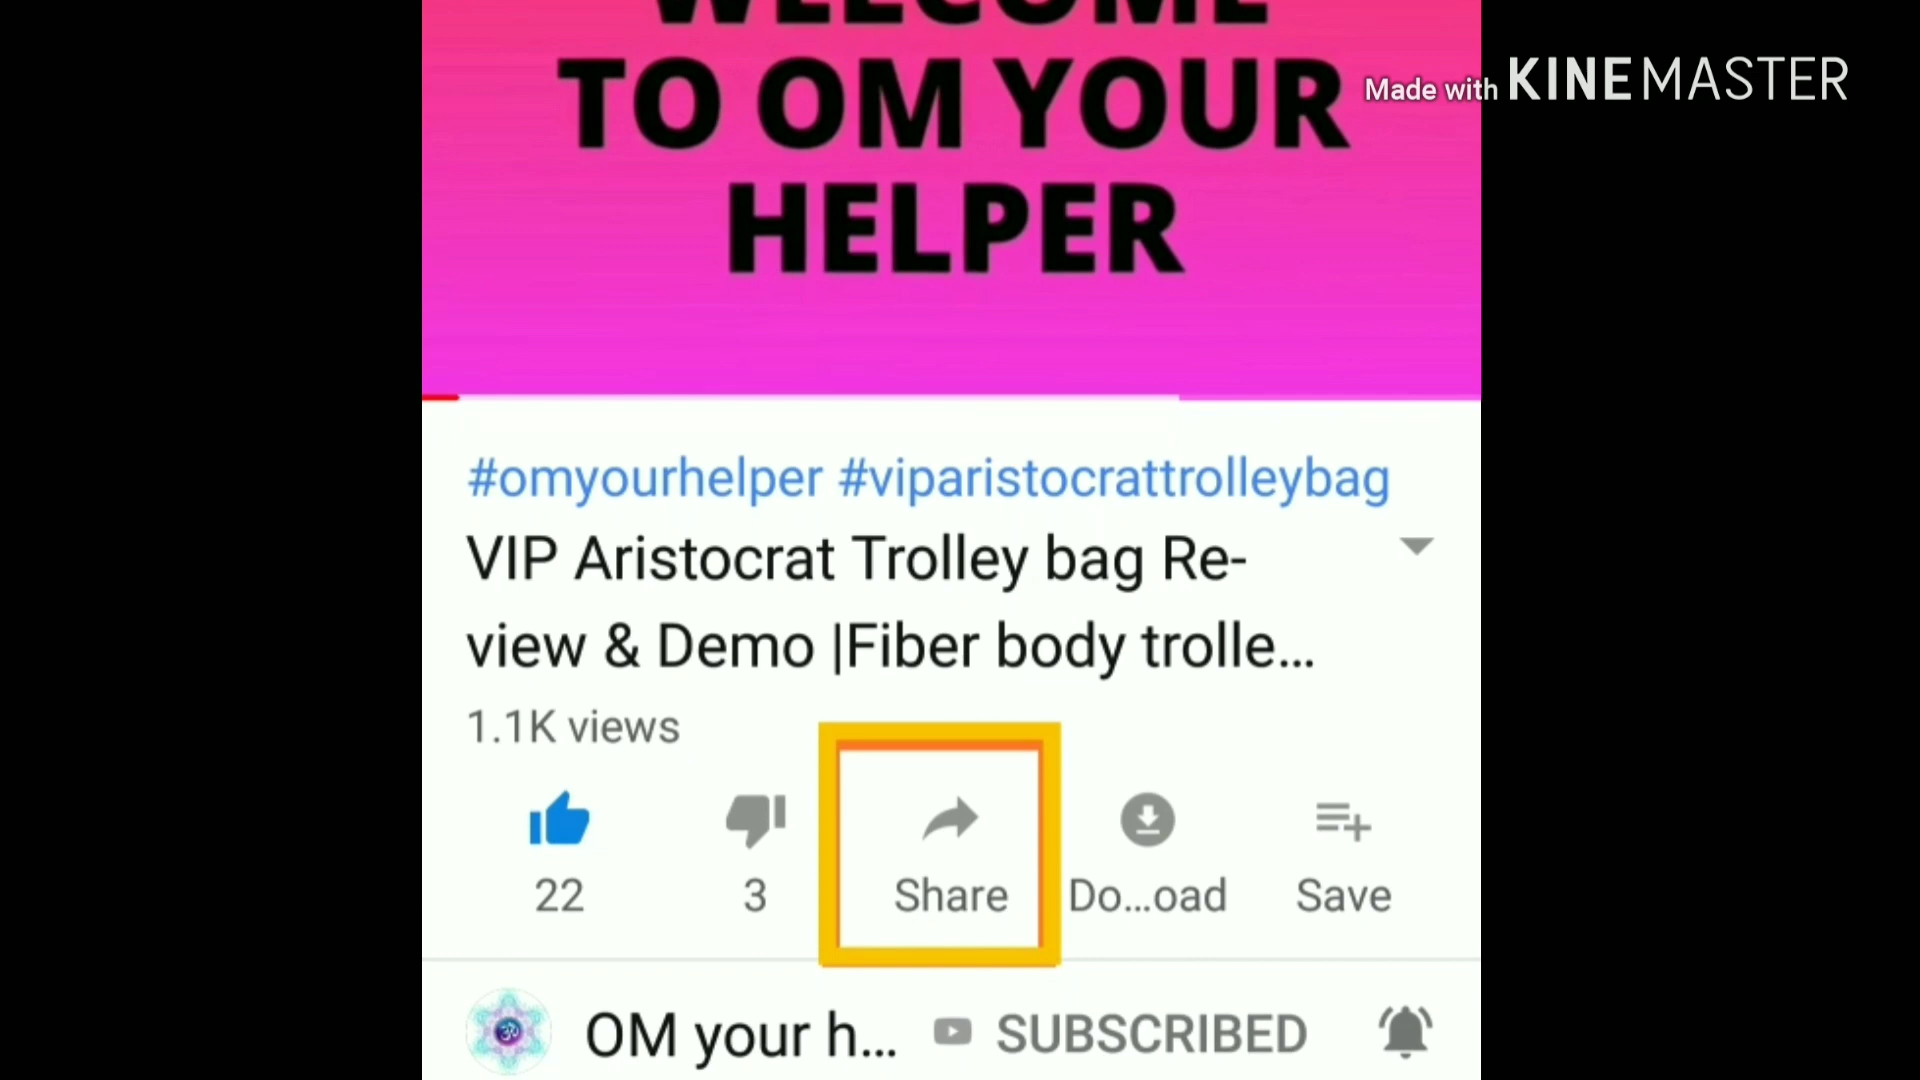 WELCOME
TO OM YOUR
HELPER
Made with KINEMASTER
#omyourhelper #viparistocrattrolleybag
VIP Aristocrat Trolley bag Re-
view & Demo |Fiber body trolle...
1.1K views
22 3 Share Do...oad Save
OM your h... SUBSCRIBED